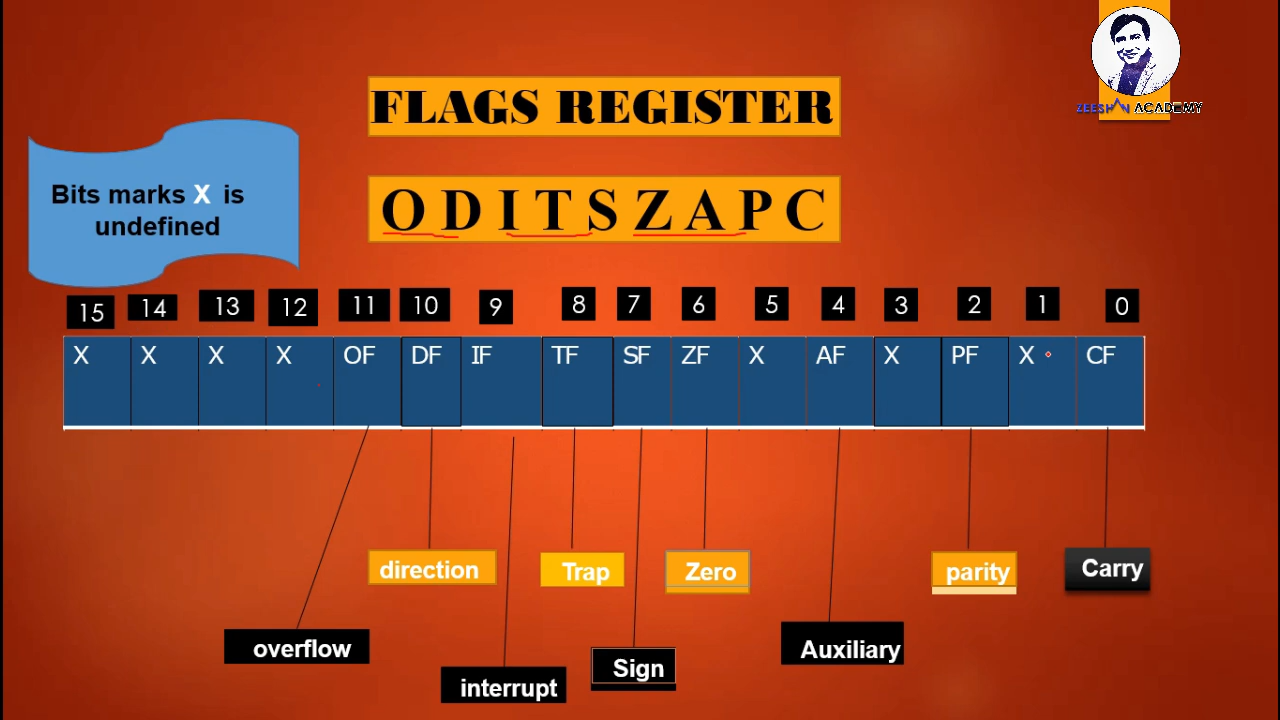 ZEESHAN ACADEMY
FLAGS REGISTER
Bits marks X is
undefined
O D I T S Z A P C
15 14 13 12 11 10 9 8 7 6 5 4 3 2 1 0
X X X X OF DF IF TF SF ZF X AF X PF X CF
direction Trap Zero parity Carry
overflow interrupt Sign Auxiliary